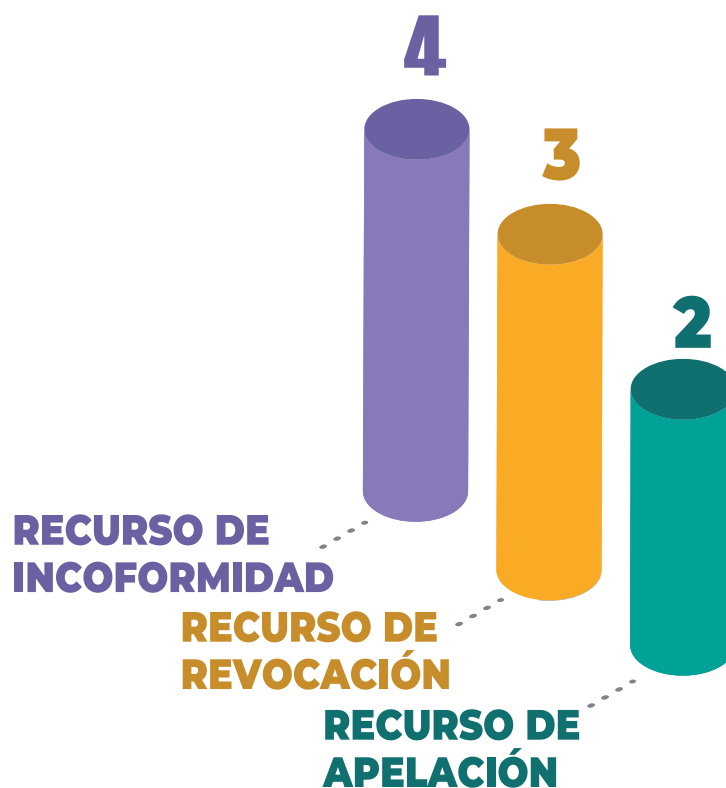 4
3
2
RECURSO DE
INCOFORMIDAD
RECURSO DE
REVOCACIÓN
RECURSO DE
APELACIÓN